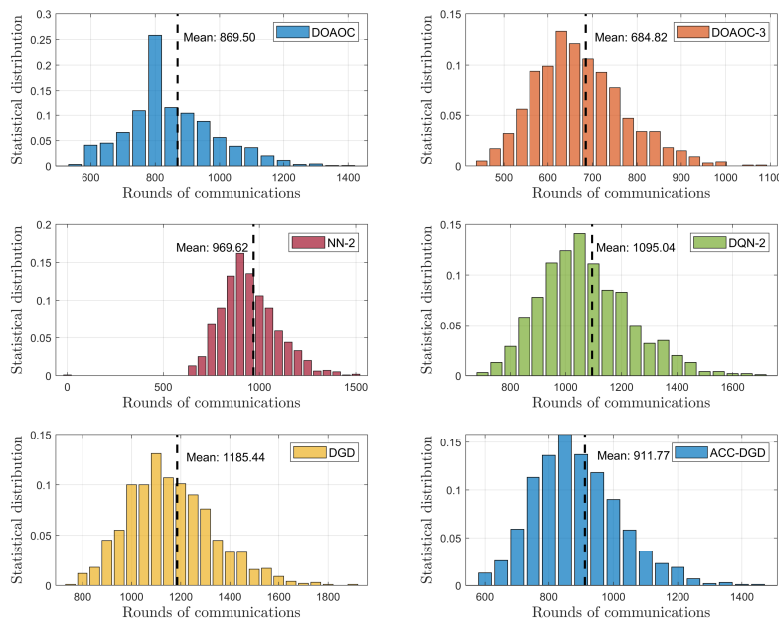 DOAOC
Mean: 869.50
Statistical distribution
0.3
0.25
0.2
0.15
0.1
0.05
0
600 800 1000 1200 1400
Rounds of communications
DOAOC-3
Mean: 684.82
Statistical distribution
0.15
0.1
0.05
0
500 600 700 800 900 1000 1100
Rounds of communications
NN-2
Mean: 969.62
Statistical distribution
0.2
0.15
0.1
0.05
0
0 500 1000 1500
Rounds of communications
DQN-2
Mean: 1095.04
Statistical distribution
0.15
0.1
0.05
0
800 1000 1200 1400 1600
Rounds of communications
DGD
Mean: 1185.44
Statistical distribution
0.15
0.1
0.05
0
800 1000 1200 1400 1600 1800
Rounds of communications
ACC-DGD
Mean: 911.77
Statistical distribution
0.15
0.1
0.05
0
600 800 1000 1200 1400
Rounds of communications